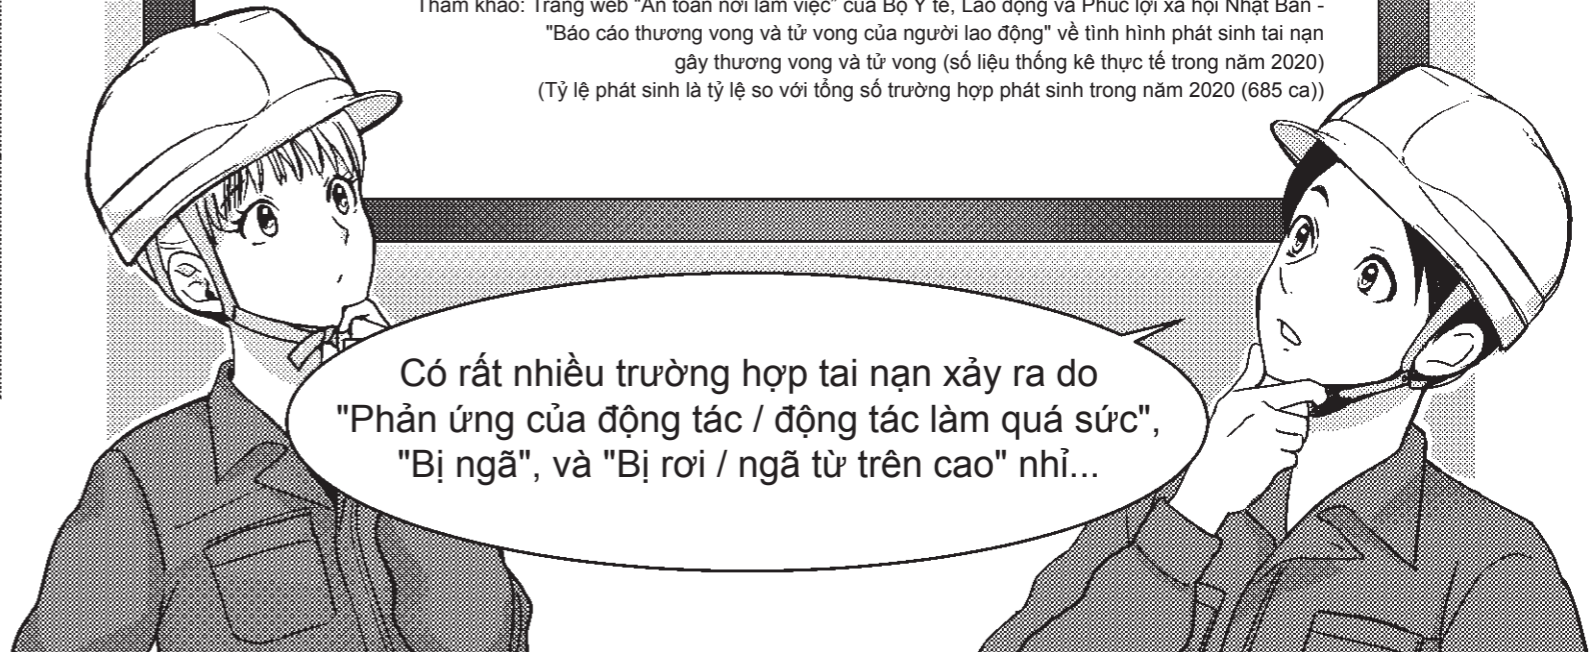 Tham khảo: Trang web "An toàn nơi làm việc" của Bộ Y tế, Lao động và Phúc lợi xã hội Nhật Bản -
"Báo cáo thương vong và tử vong của người lao động" về tình hình phát sinh tai nạn
gây thương vong và tử vong (số liệu thống kê thực tế trong năm 2020)
(Tỷ lệ phát sinh là tỷ lệ so với tổng số trường hợp phát sinh trong năm 2020 (685 ca))
Có rất nhiều trường hợp tai nạn xảy ra do
"Phản ứng của động tác / động tác làm quá sức",
"Bị ngã", và "Bị rơi / ngã từ trên cao" nhỉ...